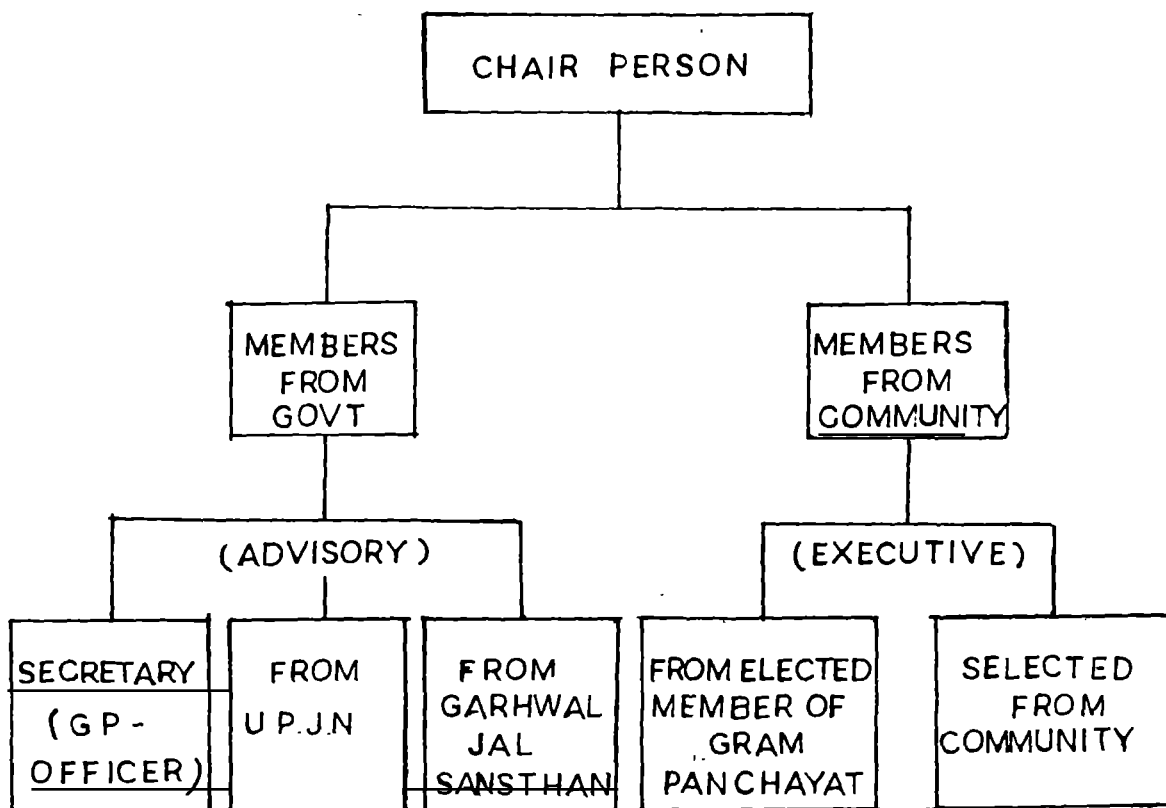 CHAIR PERSON
MEMBERS
FROM
GOVT
MEMBERS
FROM
COMMUNITY
(ADVISORY)
(EXECUTIVE)
SECRETARY
(GP-
OFFICER)
FROM
U P.J.N
FROM
GARHWAL
JAL
SANSTHAN
FROM ELECTED
MEMBER OF
GRAM
PANCHAYAT
SELECTED
FROM
COMMUNITY